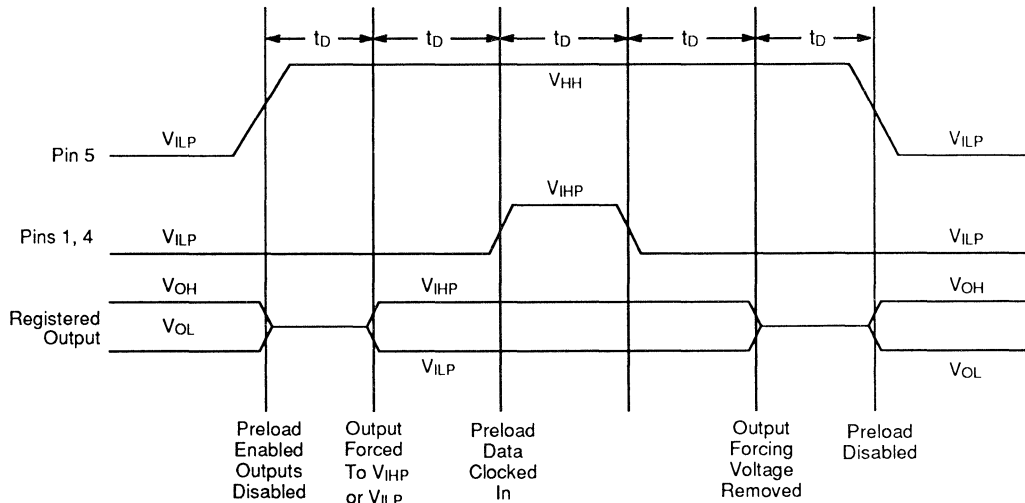 tD tD tD tD tD
VHH
Pin 5 VILP VILP
VIHP
Pins 1, 4 VILP VILP
VOH VIHP VOH
Registered
Output
VOL VILP VOL
Preload
Enabled
Outputs
Disabled
Output
Forced
To VIHP
or VILP
Preload
Data
Clocked
In
Output
Forcing
Voltage
Removed
Preload
Disabled